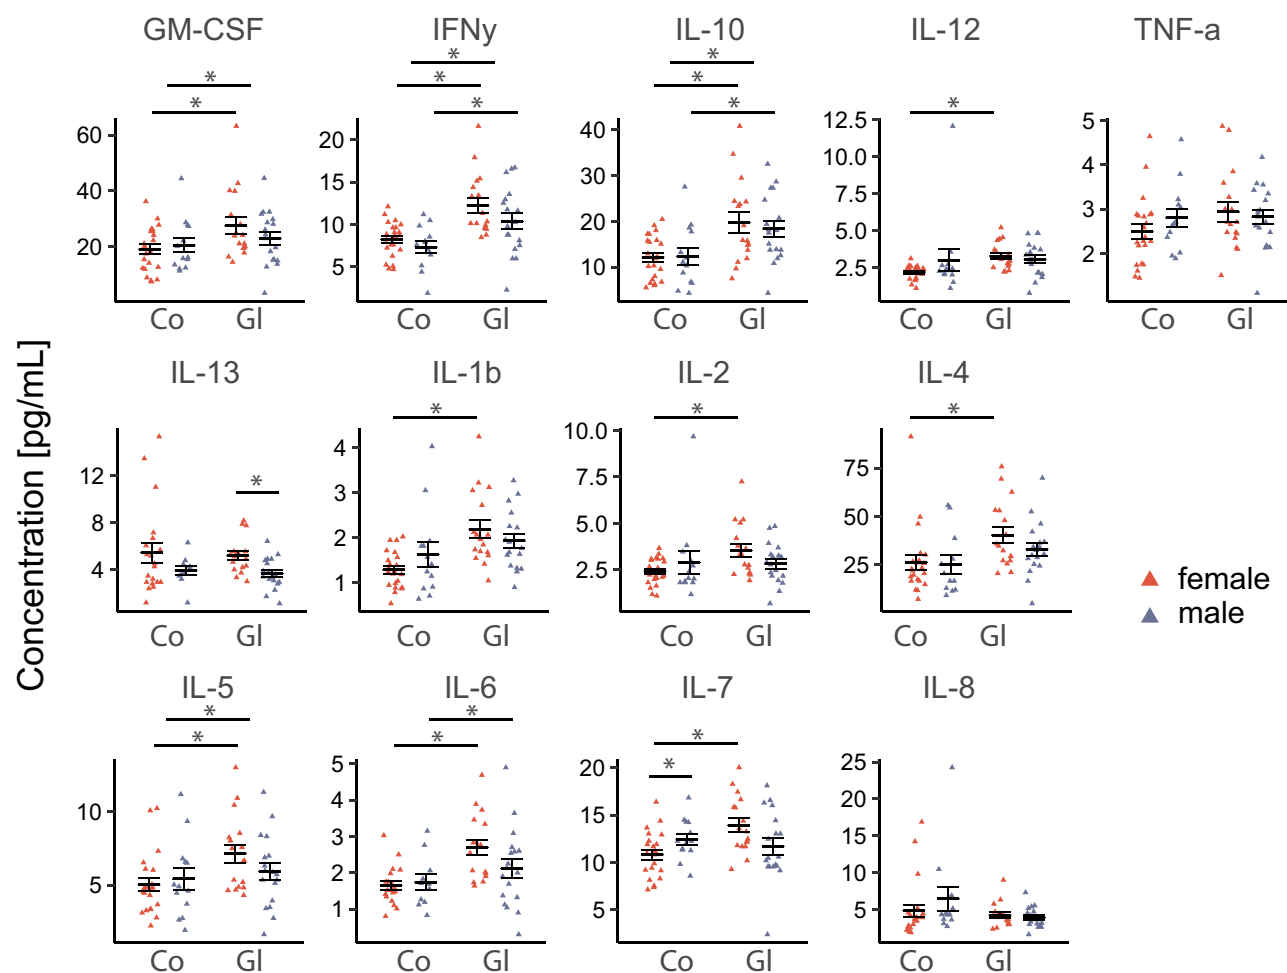 GM-CSF IFNy IL-10 IL-12 TNF-a
* * * * * * * * *
60 40 20 Co Gl
20 15 10 5 Co Gl
40 30 20 10 Co Gl
12.5 10.0 7.5 5.0 2.5 Co Gl
5 4 3 2 Co Gl
Concentration [pg/mL]
IL-13 IL-1b IL-2 IL-4
* * * *
12 8 4 Co Gl
4 3 2 1 Co Gl
10.0 7.5 5.0 2.5 Co Gl
75 50 25 Co Gl
female
male
IL-5 IL-6 IL-7 IL-8
* * * * * *
10 5 Co Gl
5 4 3 2 1 Co Gl
20 15 10 5 Co Gl
25 20 15 10 5 Co Gl